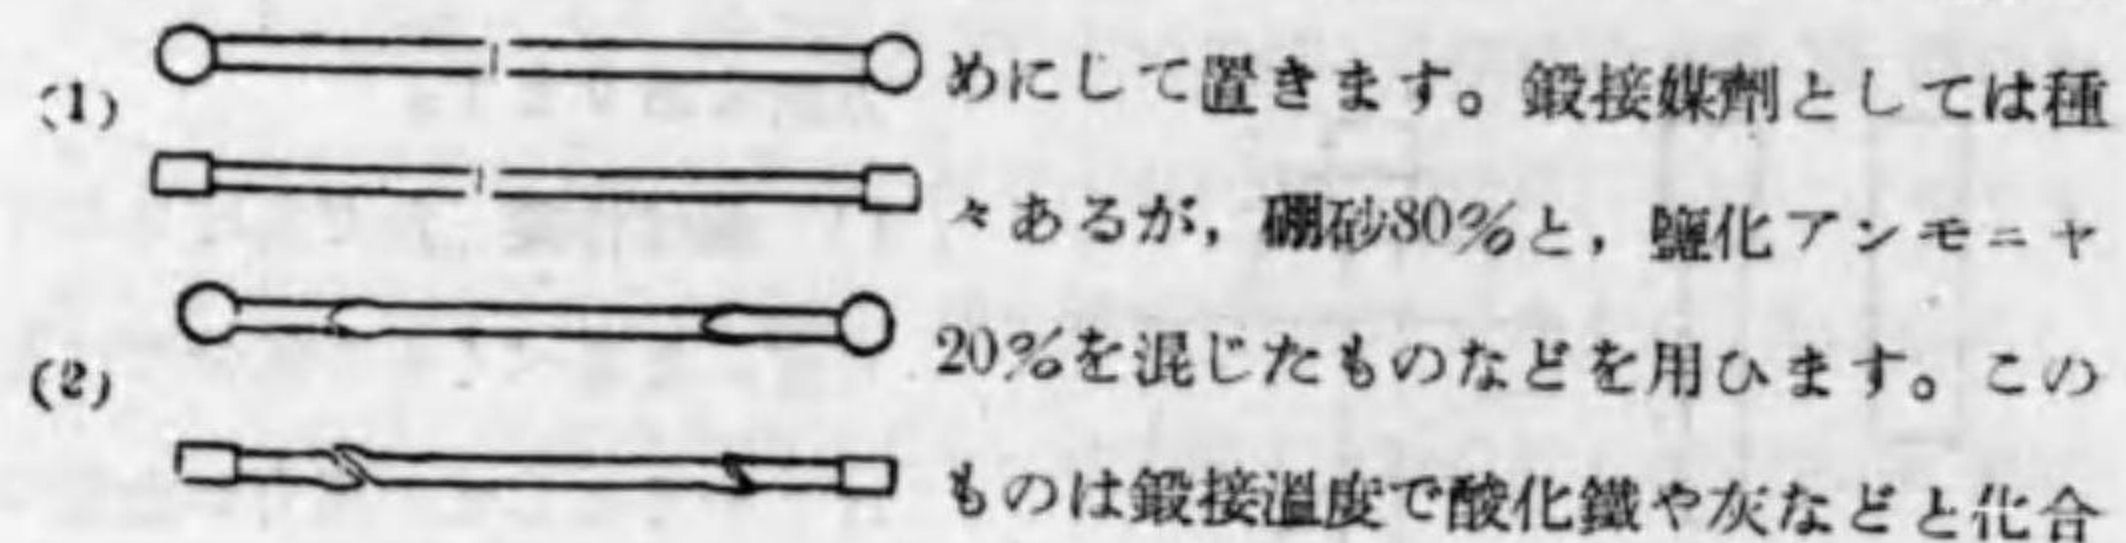 (1)
(2)
めにして置きます。鍛接媒劑としては種
々あるが，硼砂80％と，鹽化アンモニヤ
20％を混じたものなどを用ひます。この
ものは鍛接溫度で酸化鐵や灰などと化合